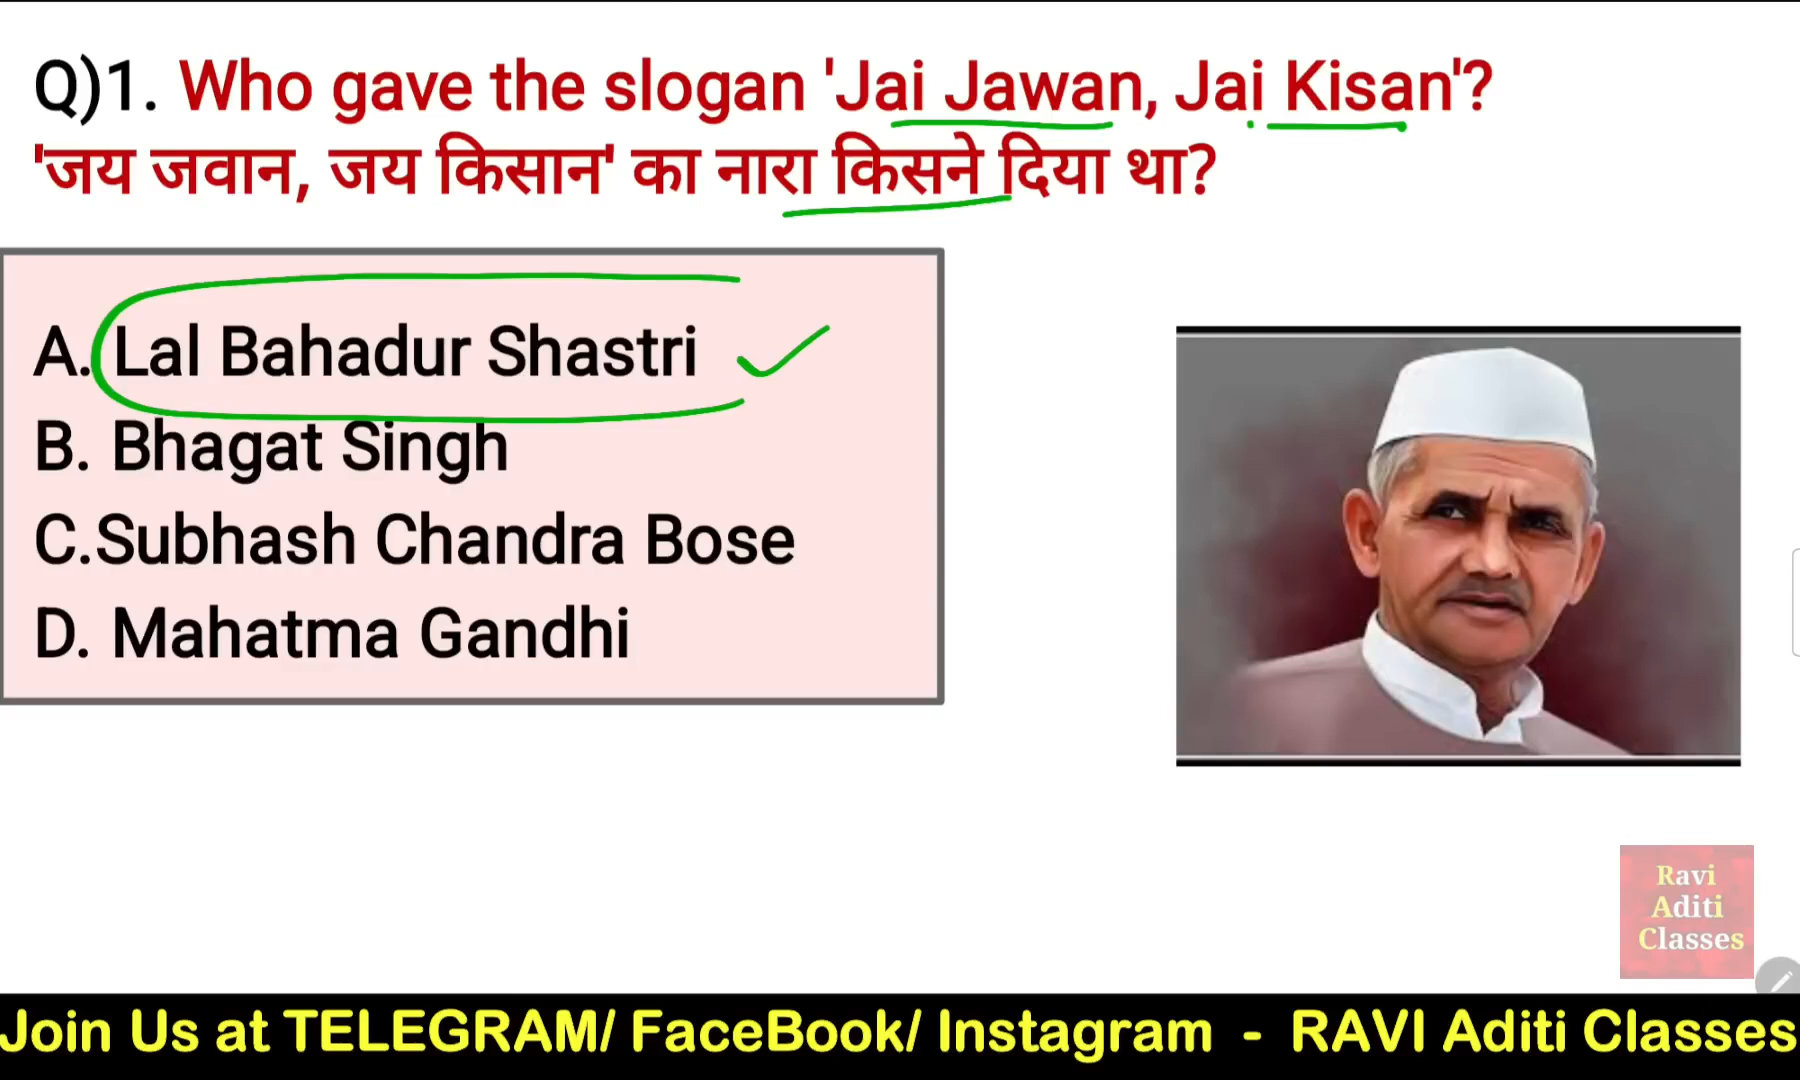 Q)1. Who gave the slogan 'Jai Jawan, Jai Kisan'?
'जय जवान, जय किसान' का नारा किसने दिया था?
A. Lal Bahadur Shastri
B. Bhagat Singh
C.Subhash Chandra Bose
D. Mahatma Gandhi
Ravi
Aditi
Classes
Join Us at TELEGRAM/ FaceBook/ Instagram - RAVI Aditi Classes